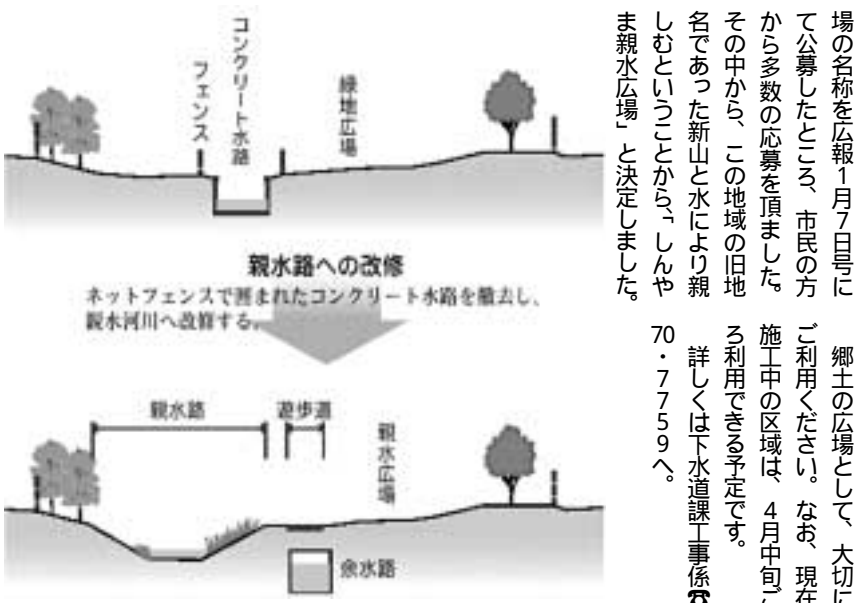 場の名称を広報1月7日号に
て公募したところ、市民の方
から多数の応募を頂ました。
その中から、この地域の旧地
名であった新山と水により親
しむということから、「しんや
ま親水広場」と決定しました。
郷土の広場として、大切に
ご利用ください。なお、現在
施工中の区域は、4月中旬ご
ろ利用できる予定です。
詳しくは下水道課工事係☎
70・7759へ。
コンクリート水路
フェンス
緑地広場
親水路への改修
ネットフェンスで囲まれたコンクリート水路を撤去し、
親水河川へ改修する。
親水路
遊歩道
親水広場
余水路